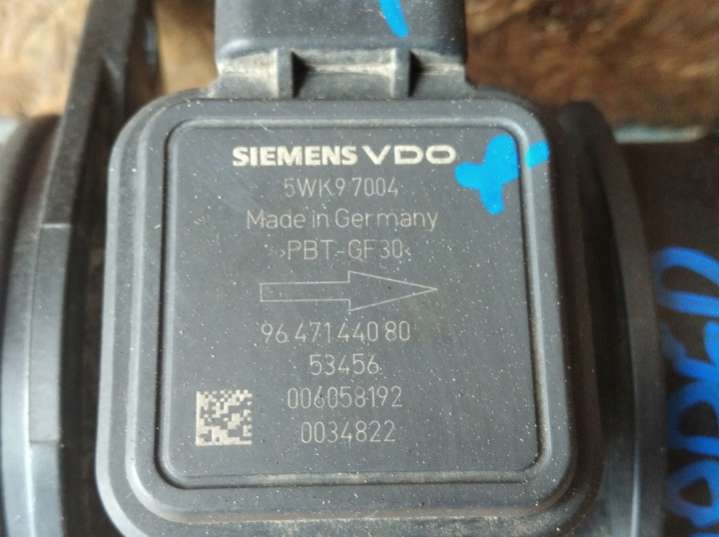 SIEMENS VDO
5WK9 7004
Made in Germany
>PBT-GF30<
96 471 440 80
53456
006058192
0034822